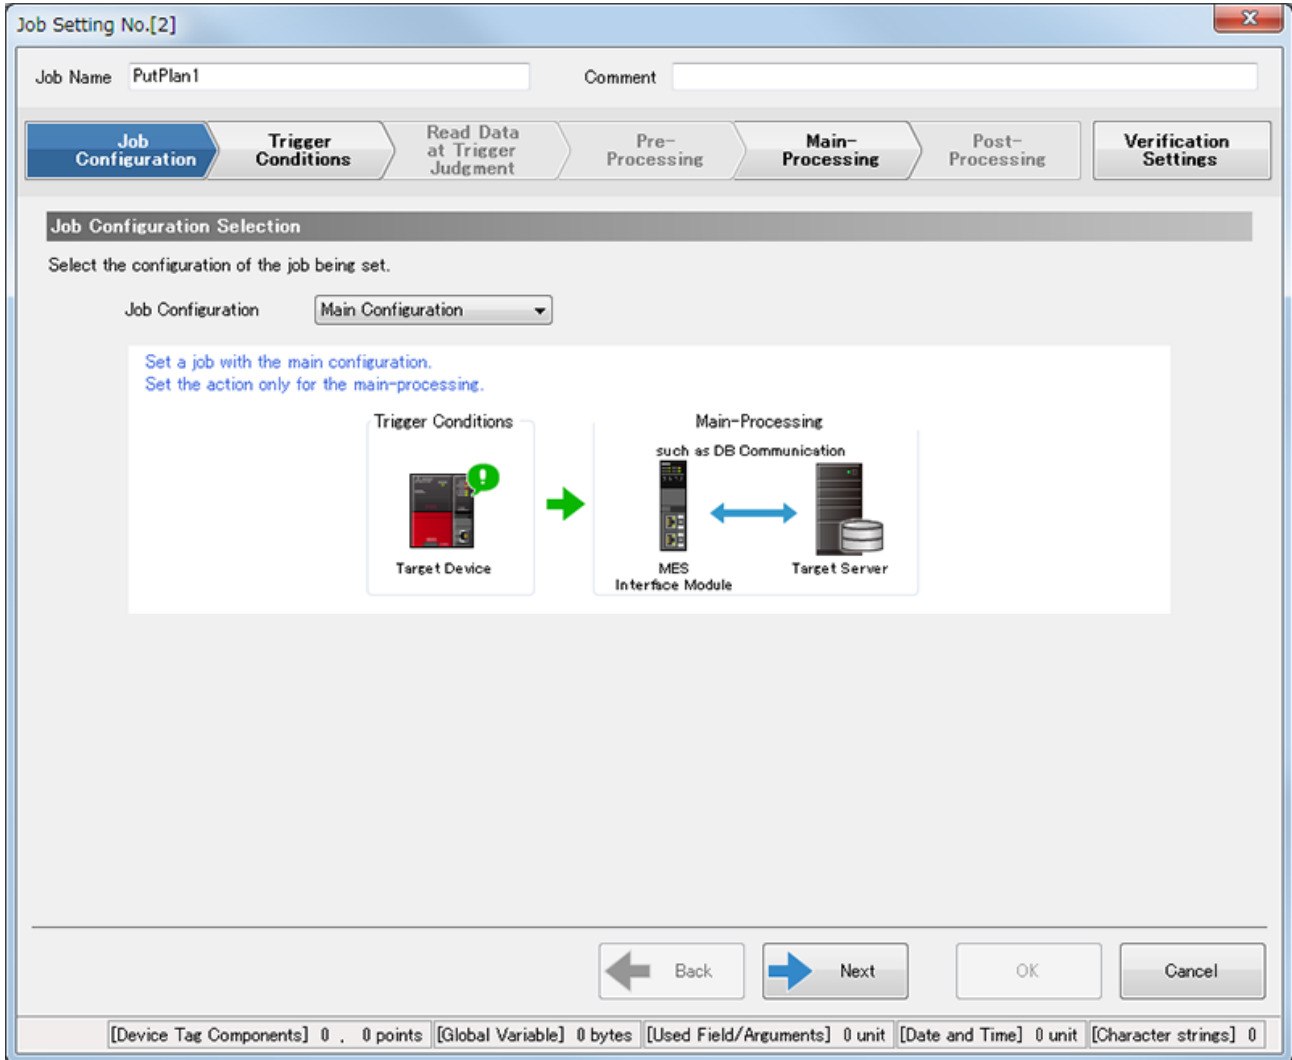 Job Setting No.[2]
Job Name PutPlan1 Comment
Job
Configuration
Trigger
Conditions
Read Data
at Trigger
Judgment
Pre-
Processing
Main-
Processing
Post-
Processing
Verification
Settings
Job Configuration Selection
Select the configuration of the job being set.
Job Configuration Main Configuration
Set a job with the main configuration.
Set the action only for the main-processing.
Trigger Conditions
Target Device
Main-Processing
such as DB Communication
MES
Interface Module
Target Server
Back Next OK Cancel
[Device Tag Components] 0 , 0 points [Global Variable] 0 bytes [Used Field/Arguments] 0 unit [Date and Time] 0 unit [Character strings] 0